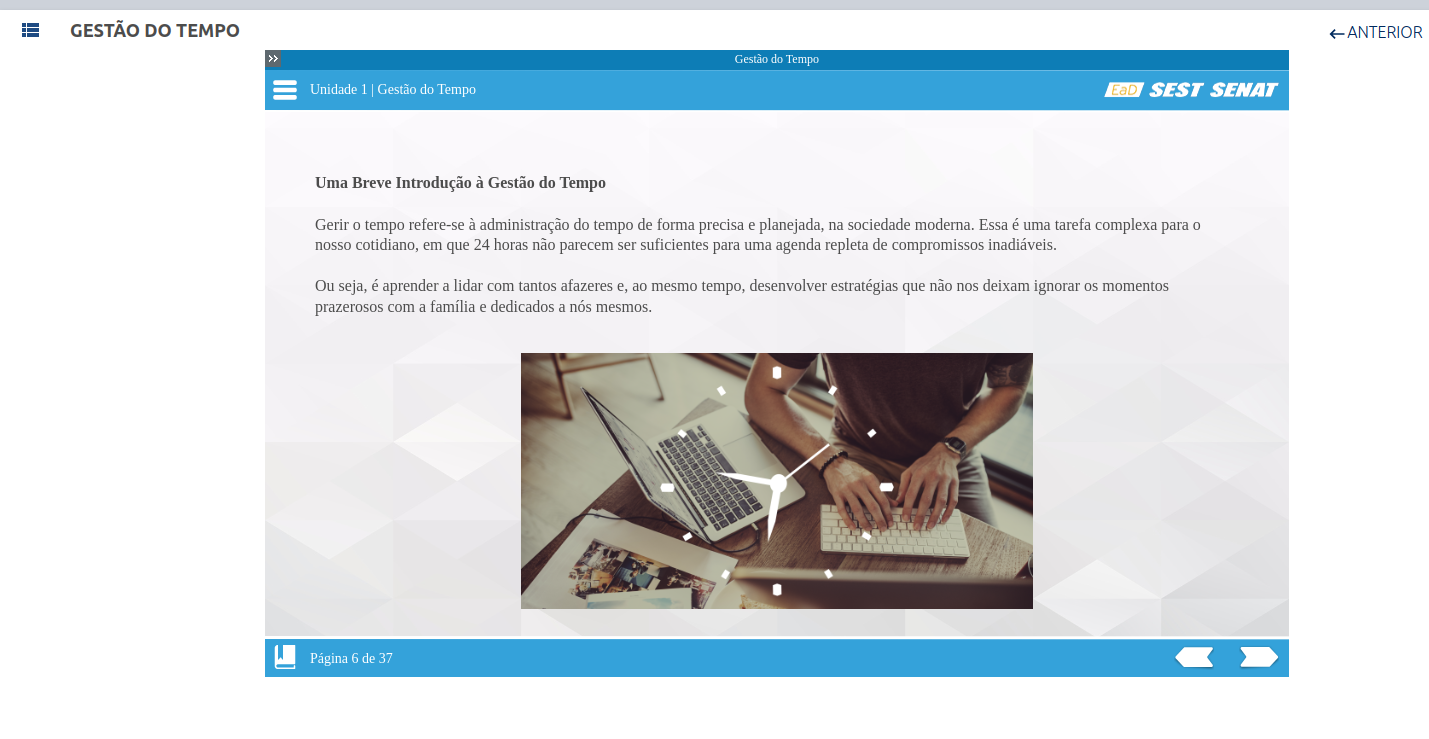 GESTÃO DO TEMPO
ANTERIOR
Gestão do Tempo
Unidade 1 | Gestão do Tempo
EaD SEST SENAT
Uma Breve Introdução à Gestão do Tempo
Gerir o tempo refere-se à administração do tempo de forma precisa e planejada, na sociedade moderna. Essa é uma tarefa complexa para o
nosso cotidiano, em que 24 horas não parecem ser suficientes para uma agenda repleta de compromissos inadiáveis.
Ou seja, é aprender a lidar com tantos afazeres e, ao mesmo tempo, desenvolver estratégias que não nos deixam ignorar os momentos
prazerosos com a família e dedicados a nós mesmos.
Página 6 de 37